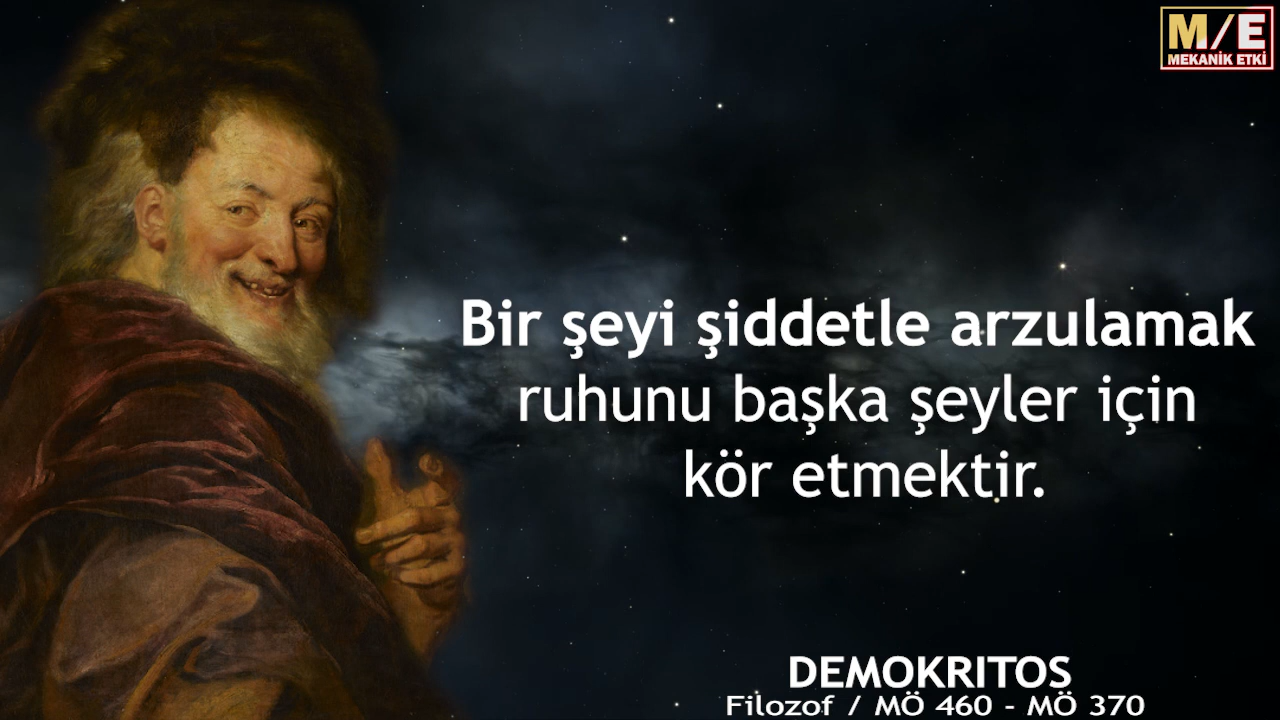 M/E
MEKANİK ETKİ
Bir şeyi şiddetle arzulamak
ruhunu başka şeyler için
kör etmektir.
DEMOKRITOS
Filozof / MÖ 460 - MÖ 370